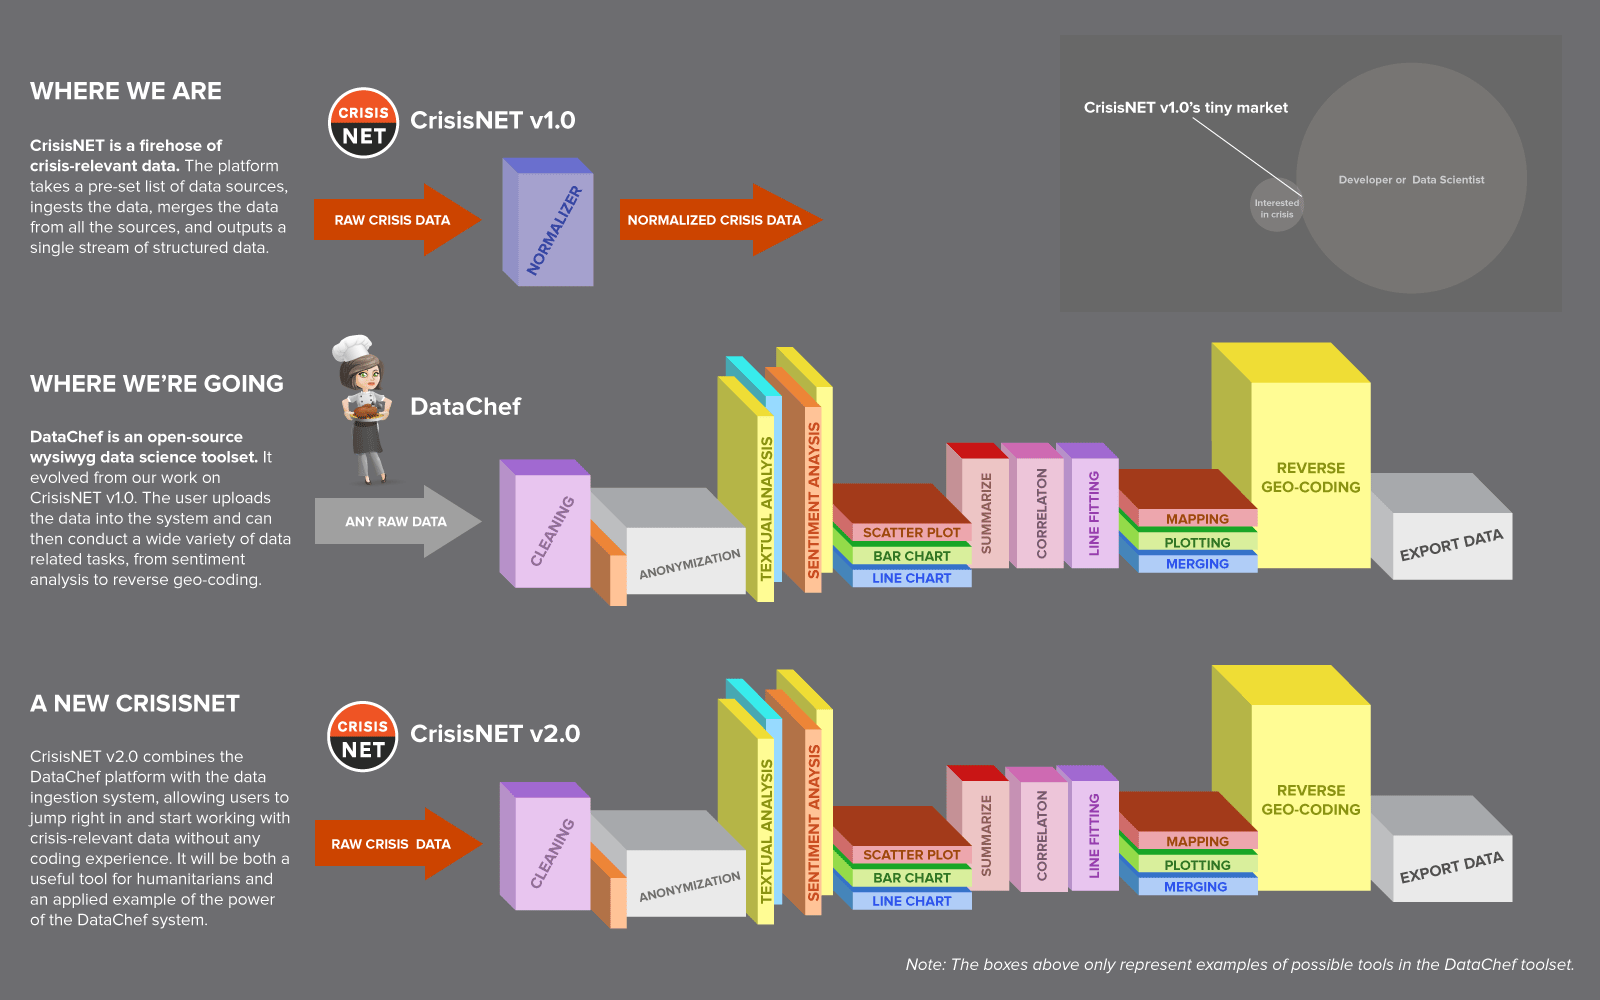 WHERE WE ARE
CrisisNET is a firehose of
crisis-relevant data. The platform
takes a pre-set list of data sources,
ingests the data, merges the data
from all the sources, and outputs a
single stream of structured data.
CRISIS
NET
CrisisNET v1.0
RAW CRISIS DATA
NORMALIZER
NORMALIZED CRISIS DATA
CrisisNET v1.0's tiny market
Interested
in crisis
Developer or Data Scientist
WHERE WE'RE GOING
DataChef is an open-source
wysiwyg data science toolset. It
evolved from our work on
CrisisNET v1.0. The user uploads
the data into the system and can
then conduct a wide variety of data
related tasks, from sentiment
analysis to reverse geo-coding.
DataChef
ANY RAW DATA
CLEANING
ANONYMIZATION
TEXTUAL ANALYSIS
SENTIMENT ANAYSIS
SCATTER PLOT
BAR CHART
LINE CHART
SUMMARIZE
CORRELATON
LINE FITTING
MAPPING
PLOTTING
MERGING
REVERSE
GEO-CODING
EXPORT DATA
A NEW CRISISNET
CrisisNET v2.0 combines the
DataChef platform with the data
ingestion system, allowing users to
jump right in and start working with
crisis-relevant data without any
coding experience. It will be both a
useful tool for humanitarians and
an applied example of the power
of the DataChef system.
CRISIS
NET
CrisisNET v2.0
RAW CRISIS DATA
CLEANING
ANONYMIZATION
TEXTUAL ANALYSIS
SENTIMENT ANAYSIS
SCATTER PLOT
BAR CHART
LINE CHART
SUMMARIZE
CORRELATON
LINE FITTING
MAPPING
PLOTTING
MERGING
REVERSE
GEO-CODING
EXPORT DATA
Note: The boxes above only represent examples of possible tools in the DataChef toolset.